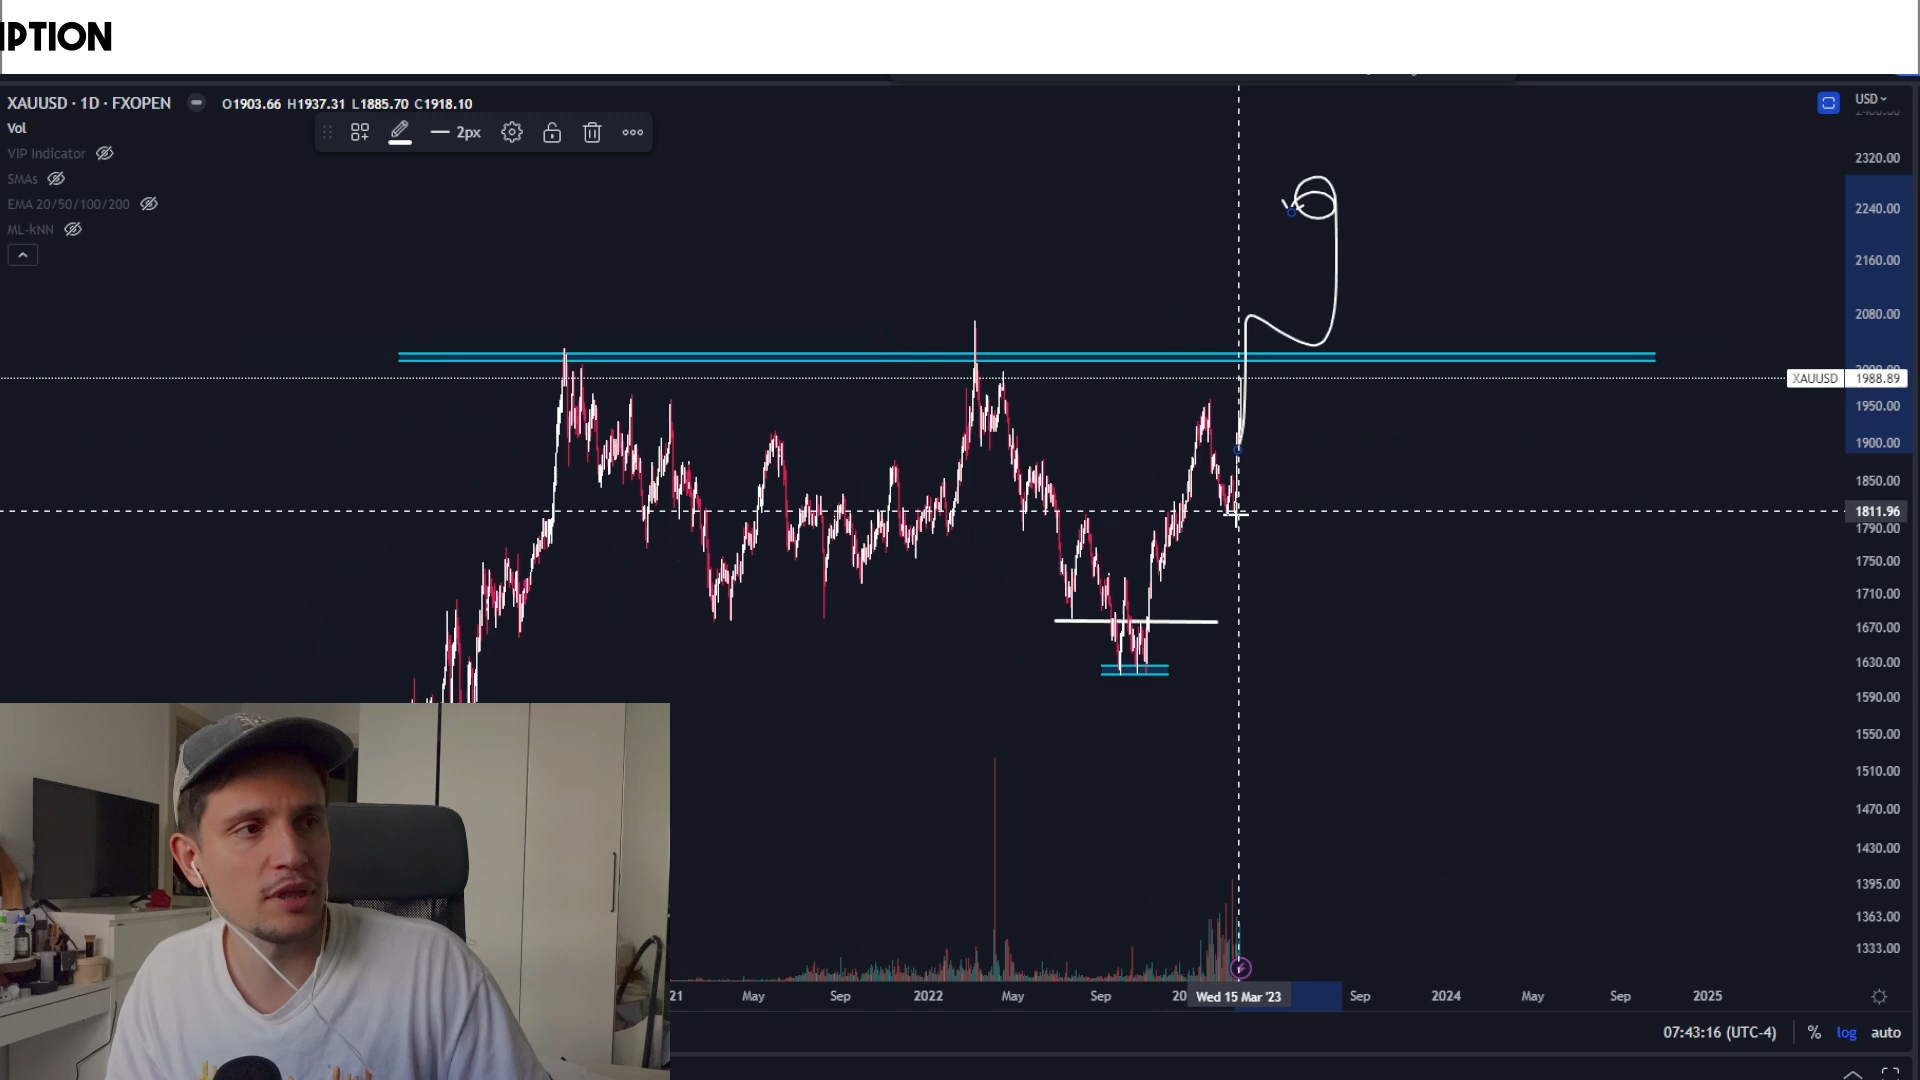 IPTION
XAUUSD · 1D · FXOPEN O1903.66 H1937.31 L1885.70 C1918.10
USD
Vol
2px
VIP Indicator
SMAs
EMA 20/50/100/200
ML-kNN
2320.00
2240.00
2160.00
2080.00
XAUUSD 1988.89
1950.00
1900.00
1850.00
1811.96
1790.00
1750.00
1710.00
1670.00
1630.00
1590.00
1550.00
1510.00
1470.00
1430.00
1395.00
1363.00
1333.00
21 May Sep 2022 May Sep 20 Wed 15 Mar '23 Sep 2024 May Sep 2025
07:43:16 (UTC-4) % log auto